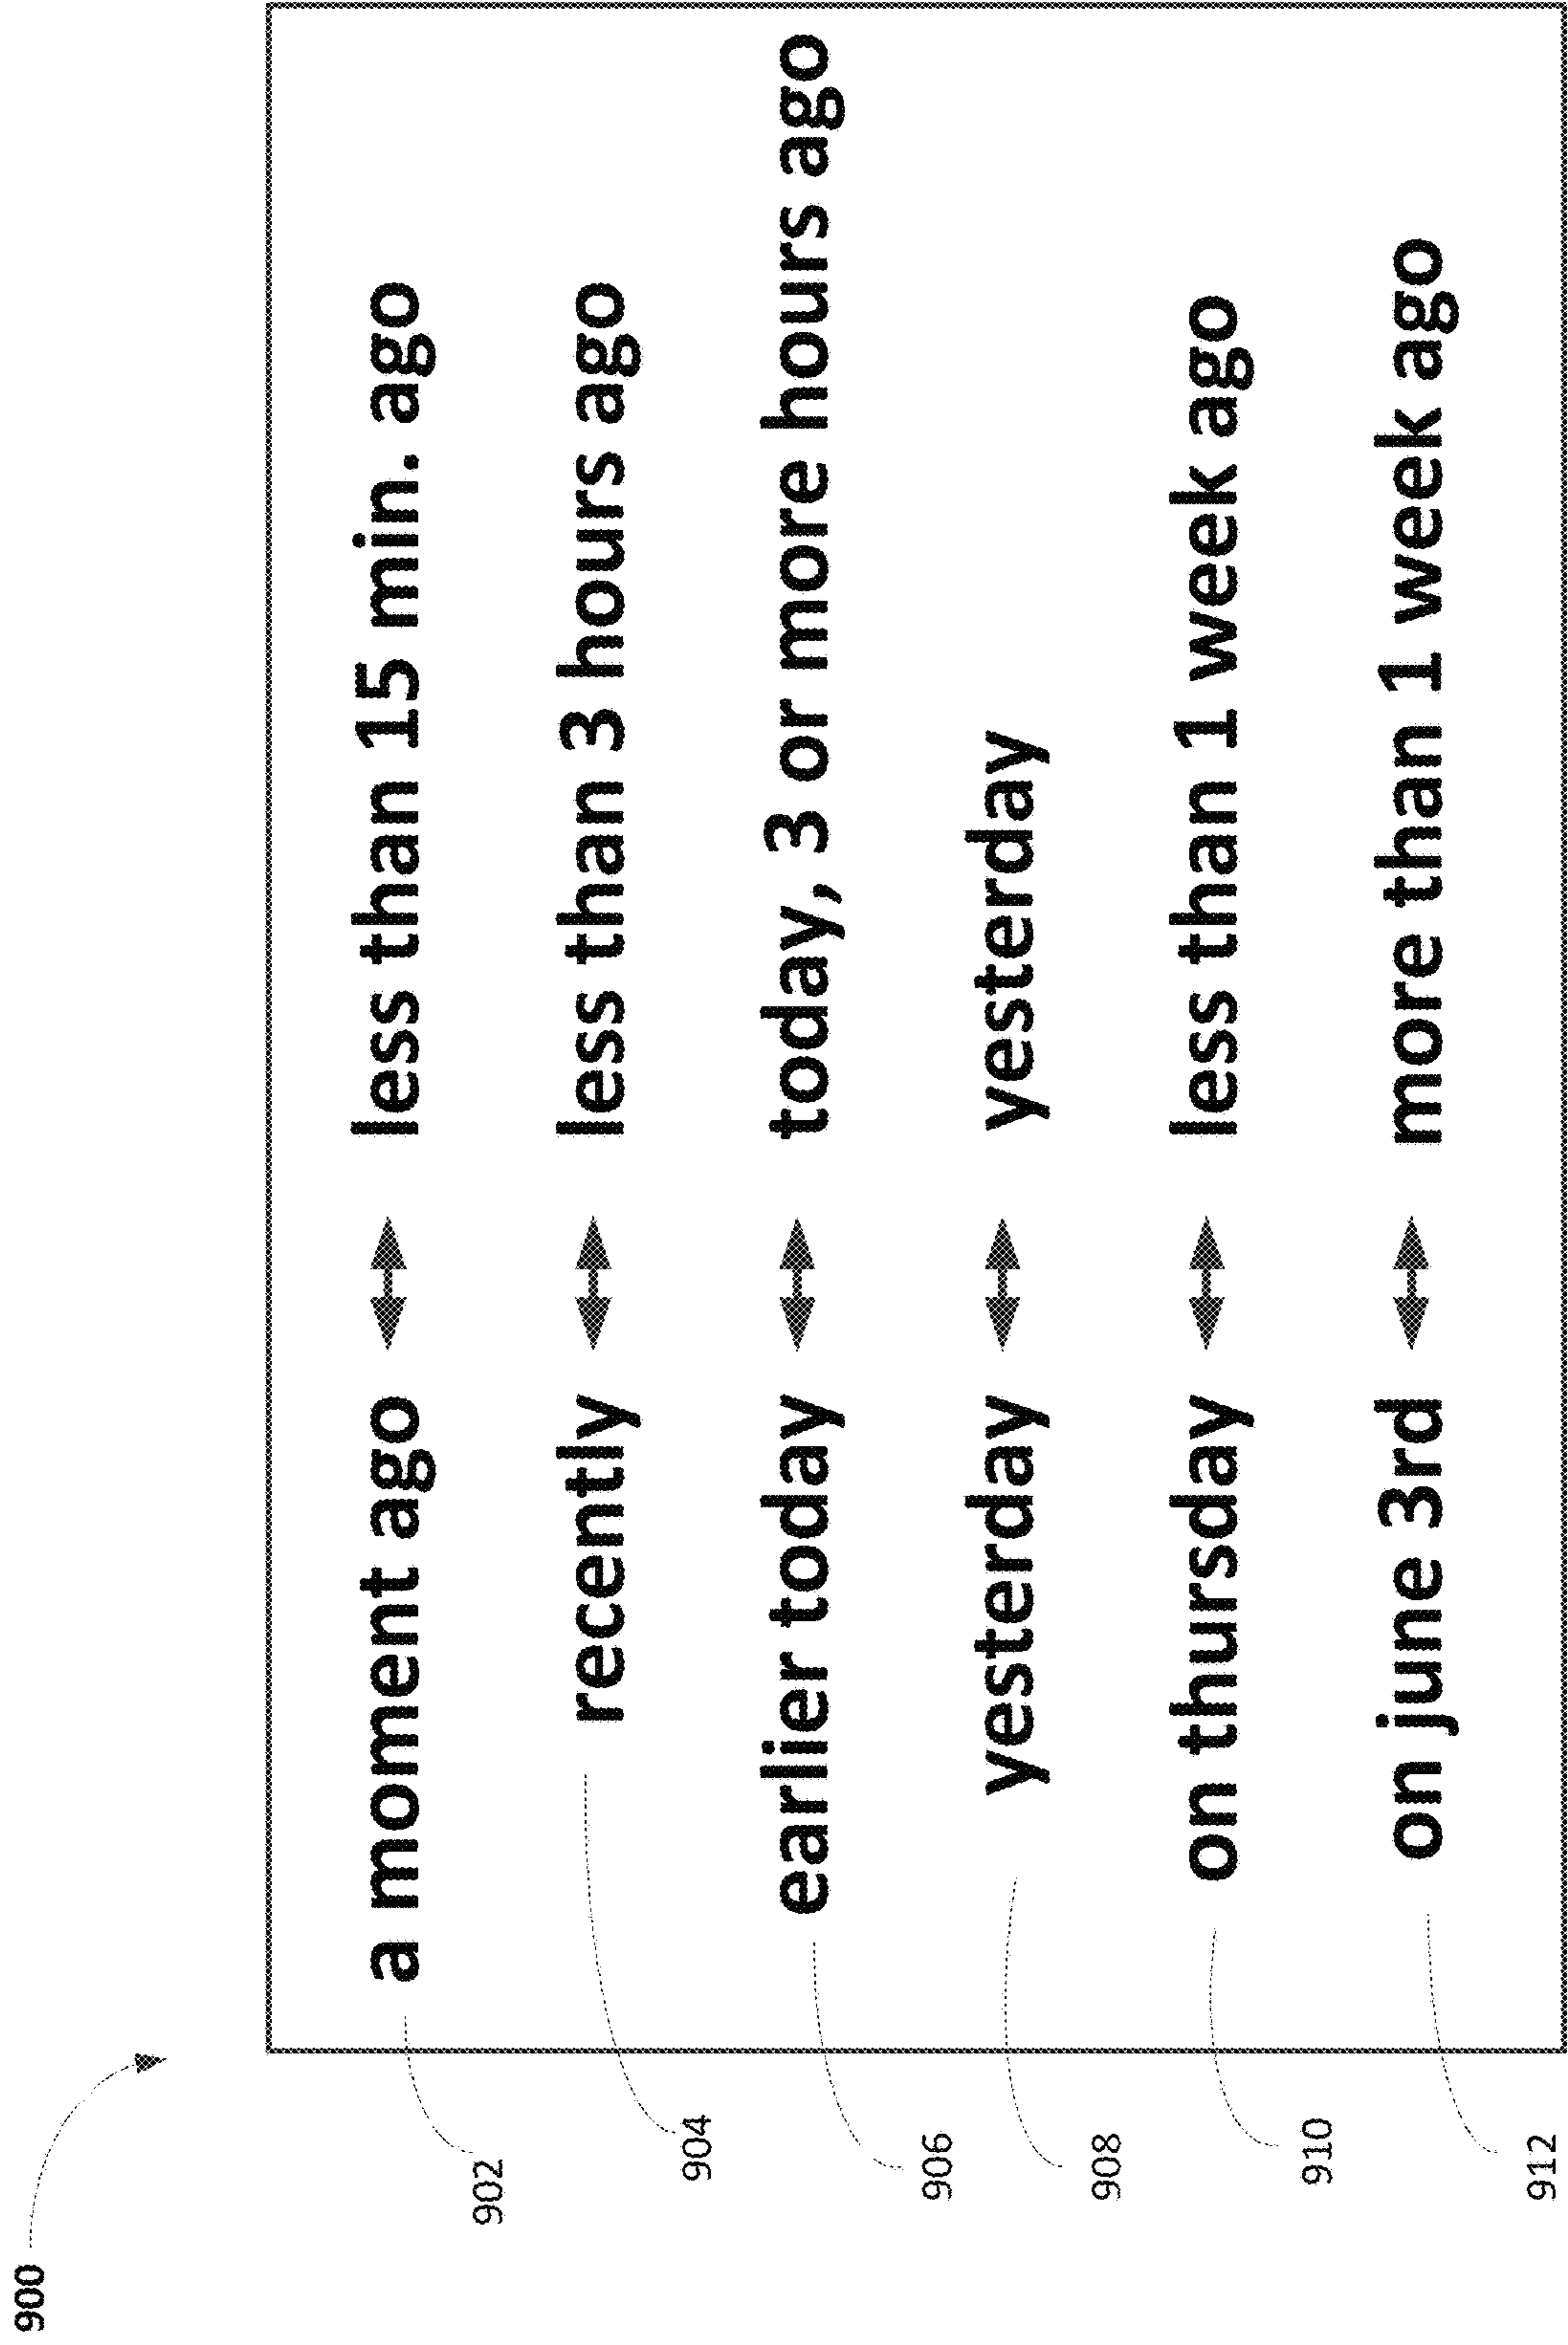 900
902 a moment ago less than 15 min. ago
904 recently less than 3 hours ago
906 earlier today today, 3 or more hours ago
908 yesterday yesterday
910 on thursday less than 1 week ago
912 on june 3rd more than 1 week ago